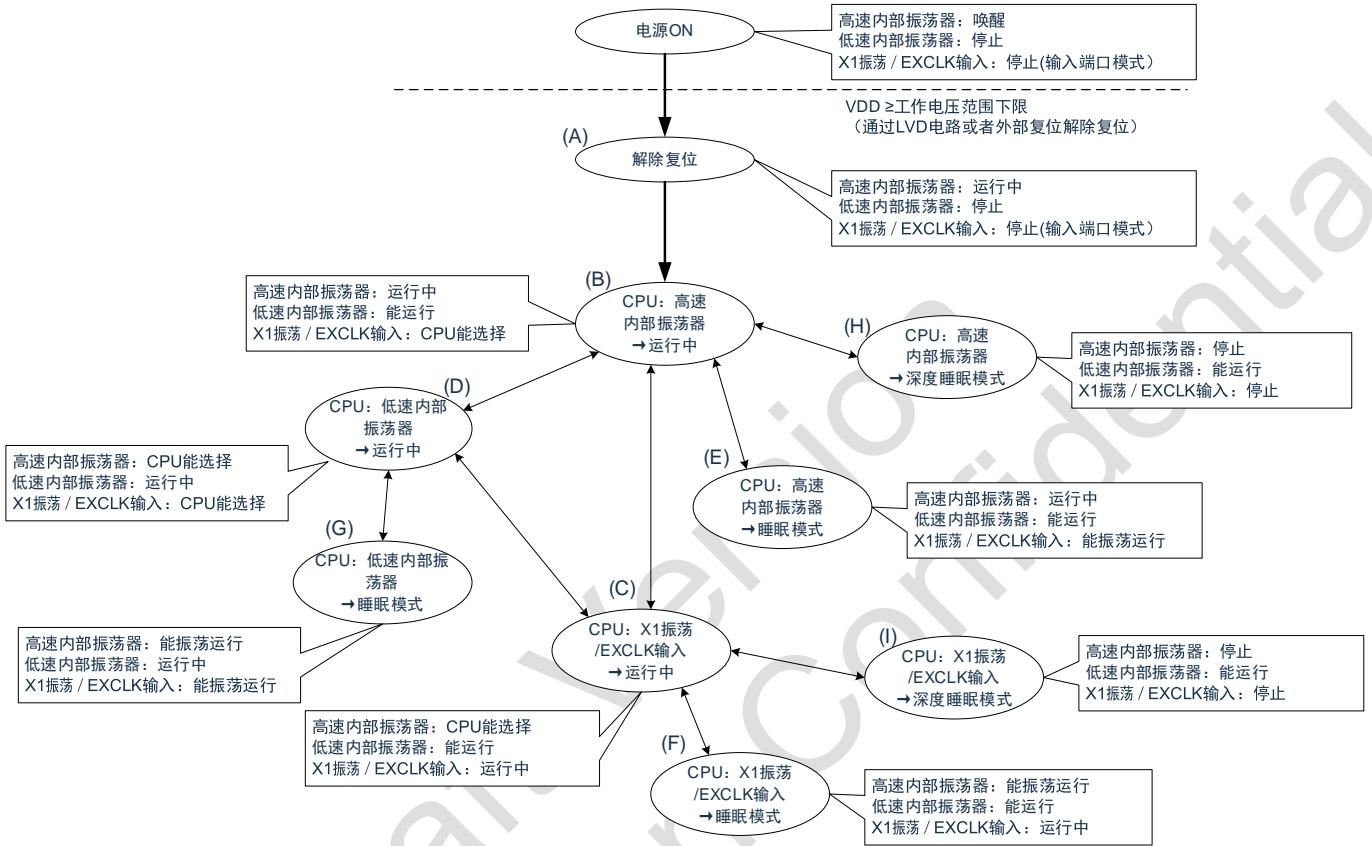 电源ON
高速内部振荡器：唤醒
低速内部振荡器：停止
X1振荡 / EXCLK输入：停止(输入端口模式）
VDD ≥工作电压范围下限
（通过LVD电路或者外部复位解除复位）
(A)
解除复位
高速内部振荡器：运行中
低速内部振荡器：停止
X1振荡 / EXCLK输入：停止(输入端口模式）
(B)
CPU：高速
内部振荡器
→运行中
高速内部振荡器：运行中
低速内部振荡器：能运行
X1振荡 / EXCLK输入：CPU能选择
(H)
CPU：高速
内部振荡器
→深度睡眠模式
高速内部振荡器：停止
低速内部振荡器：能运行
X1振荡 / EXCLK输入：停止
(D)
CPU：低速内部
振荡器
→运行中
高速内部振荡器：CPU能选择
低速内部振荡器：运行中
X1振荡 / EXCLK输入：CPU能选择
(E)
CPU：高速
内部振荡器
→睡眠模式
高速内部振荡器：运行中
低速内部振荡器：能运行
X1振荡 / EXCLK输入：能振荡运行
(G)
CPU：低速内部振
荡器
→睡眠模式
高速内部振荡器：能振荡运行
低速内部振荡器：运行中
X1振荡 / EXCLK输入：能振荡运行
(C)
CPU：X1振荡
/EXCLK输入
→运行中
高速内部振荡器：CPU能选择
低速内部振荡器：能运行
X1振荡 / EXCLK输入：运行中
(I)
CPU：X1振荡
/EXCLK输入
→深度睡眠模式
高速内部振荡器：停止
低速内部振荡器：能运行
X1振荡 / EXCLK输入：停止
(F)
CPU：X1振荡
/EXCLK输入
→睡眠模式
高速内部振荡器：能振荡运行
低速内部振荡器：能运行
X1振荡 / EXCLK输入：运行中
Confidential